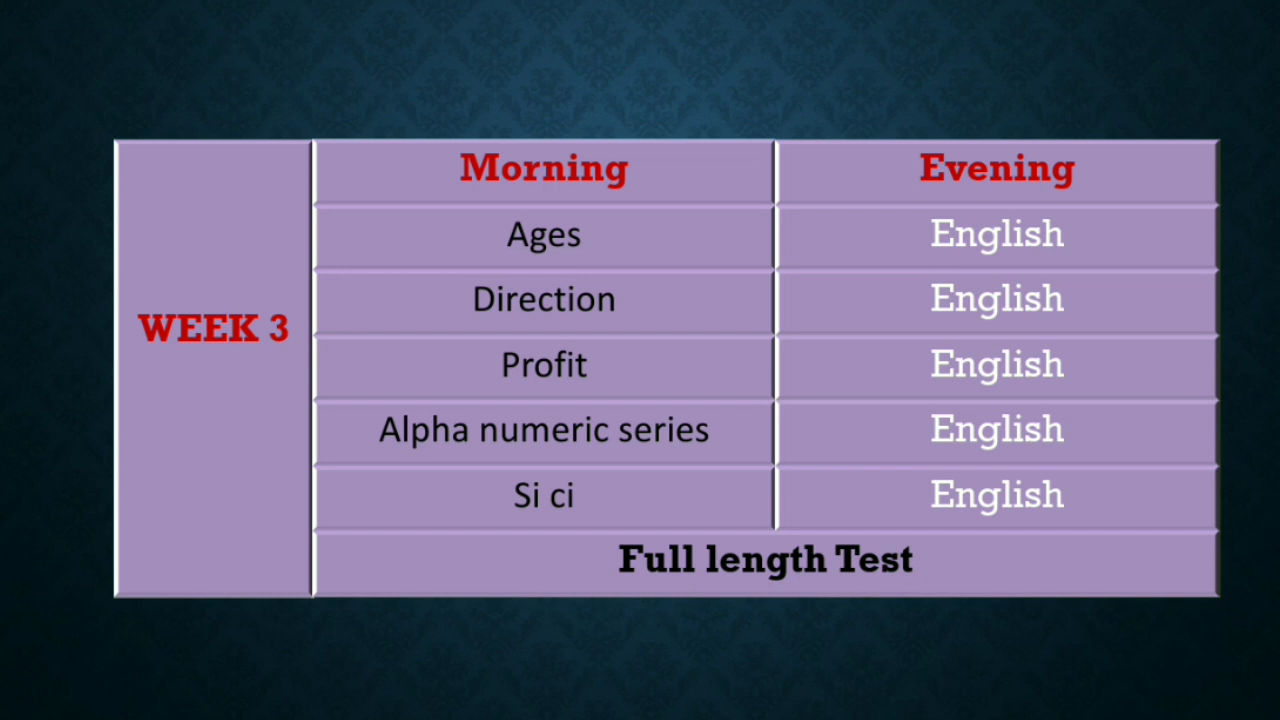 Morning Evening
Ages English
Direction English
WEEK 3
Profit English
Alpha numeric series English
Si ci English
Full length Test